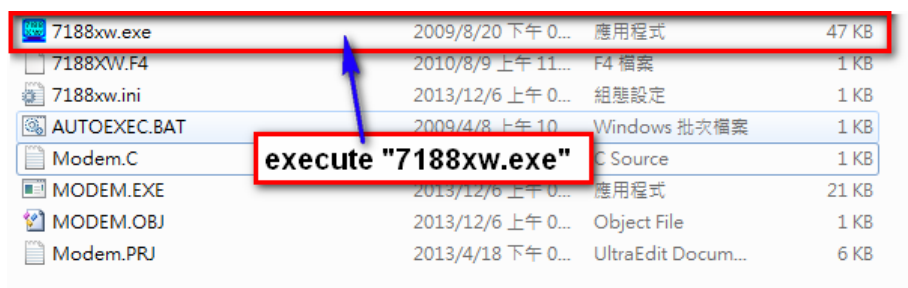 7188xw.exe 2009/8/20 下午 0... 應用程式 47 KB
7188XW.F4 2010/8/9 上午 11... F4 檔案 1 KB
7188xw.ini 2013/12/6 上午 0... 組態設定 1 KB
AUTOEXEC.BAT 2009/4/8 上午 10... Windows 批次檔案 1 KB
Modem.C C Source 1 KB
execute "7188xw.exe"
MODEM.EXE 2013/12/6 上午 0... 應用程式 21 KB
MODEM.OBJ 2013/12/6 上午 0... Object File 1 KB
Modem.PRJ 2013/4/18 下午 0... UltraEdit Docum... 6 KB